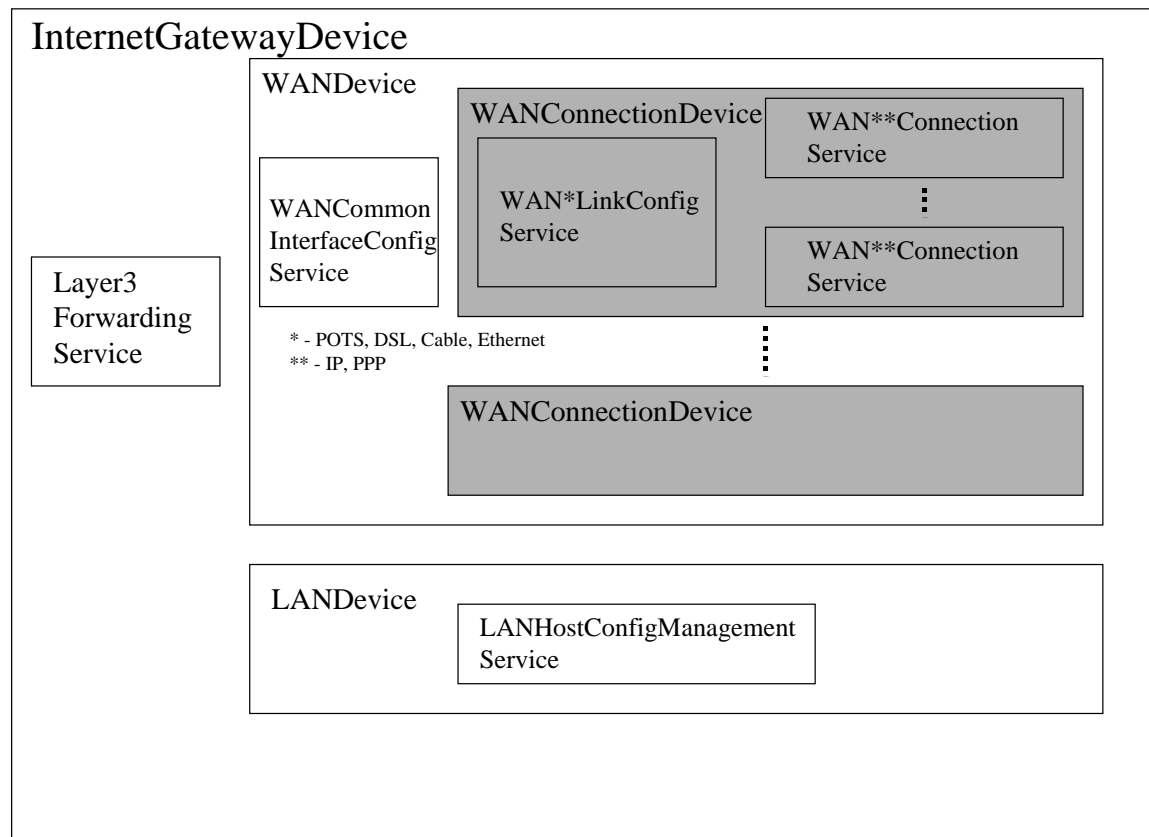 InternetGatewayDevice
WANDevice
WANConnectionDevice
WAN**Connection
Service
WAN*LinkConfig
Service
WANCommon
InterfaceConfig
Service
WAN**Connection
Service
Layer3
Forwarding
Service
* - POTS, DSL, Cable, Ethernet
** - IP, PPP
WANConnectionDevice
LANDevice
LANHostConfigManagement
Service